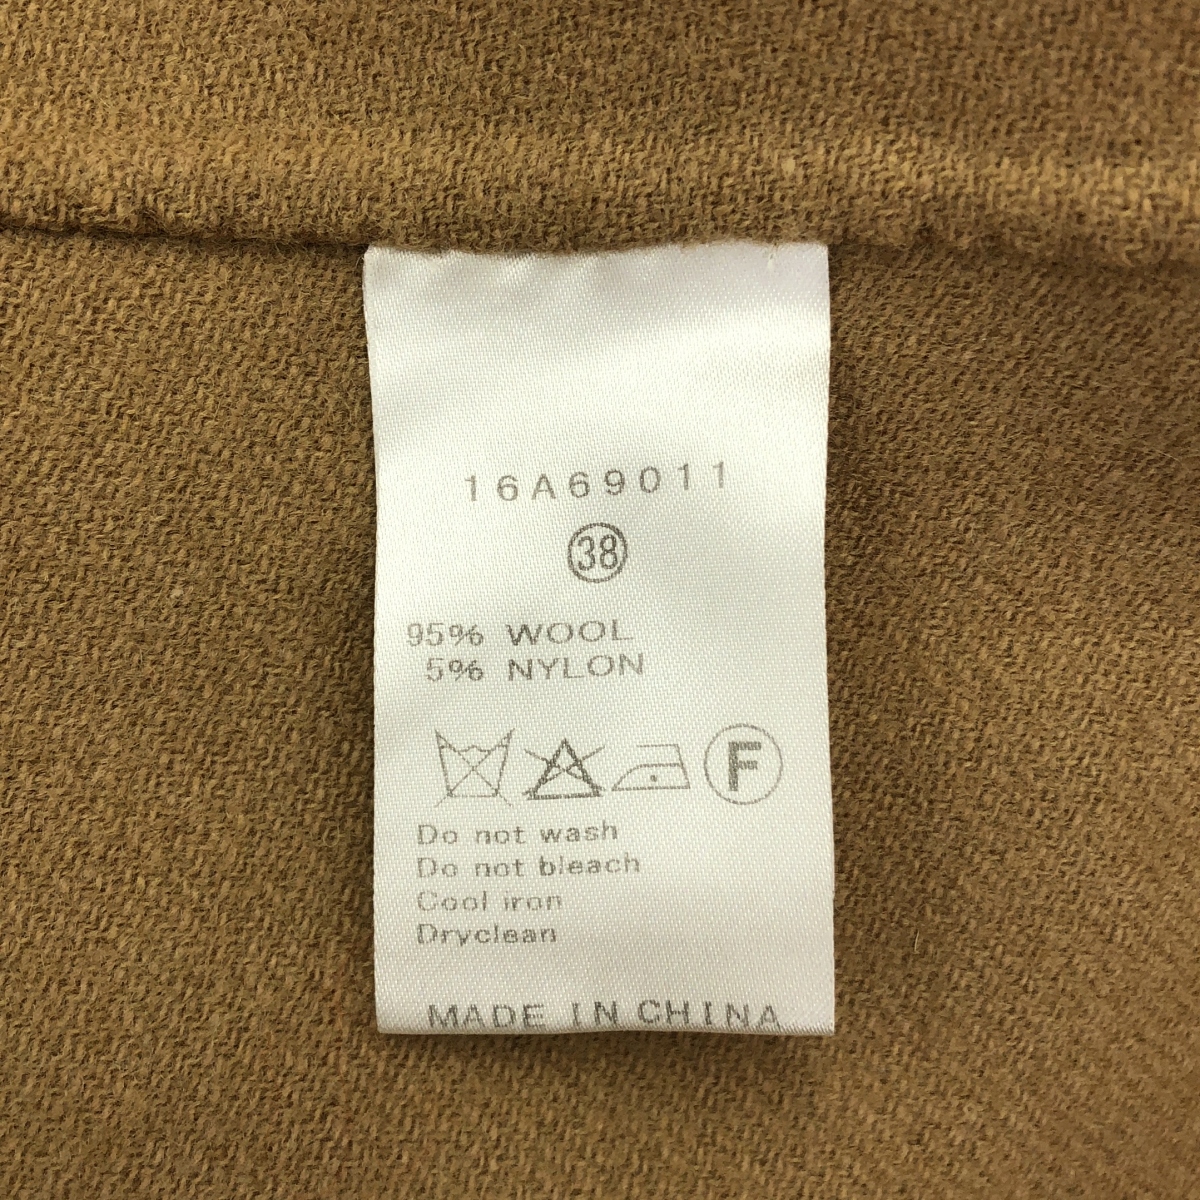 16A69011
38
95% WOOL
5% NYLON
F
Do not wash
Do not bleach
Cool iron
Dryclean
MADE IN CHINA